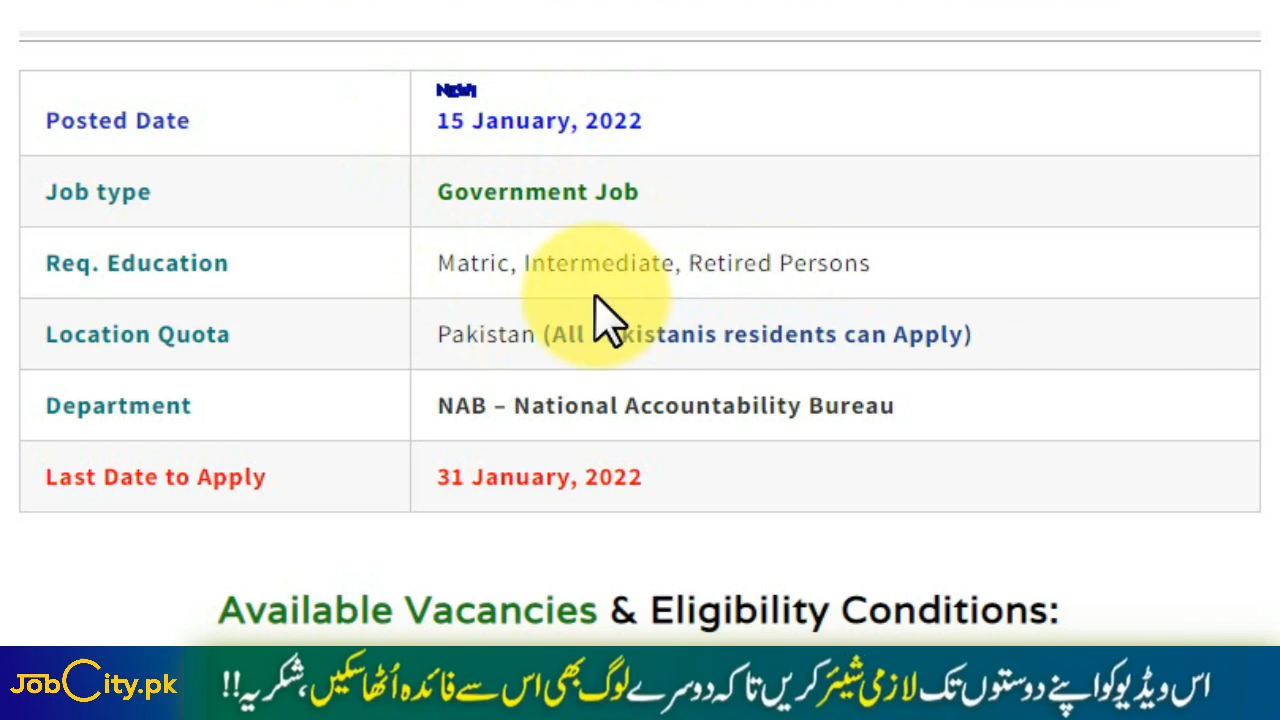 NEW!
Posted Date 15 January, 2022
Job type Government Job
Req. Education Matric, Intermediate, Retired Persons
Location Quota Pakistan (All Pakistanis residents can Apply)
Department NAB – National Accountability Bureau
Last Date to Apply 31 January, 2022
Available Vacancies & Eligibility Conditions:
JobCity.pk اس ویڈیو کو اپنے دوستوں تک لازمی شیئر کریں تا کہ دوسرے لوگ بھی اس سے فائدہ اُٹھا سکیں، شکریہ!!